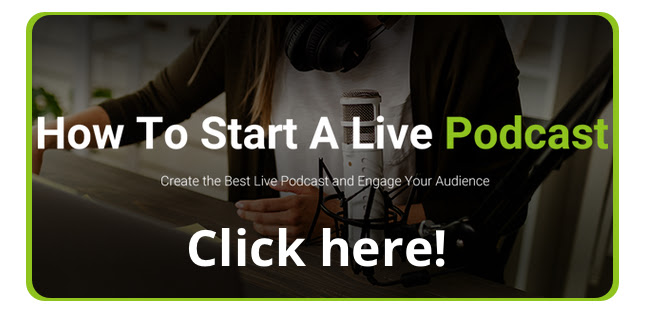 How To Start A Live Podcast
Create the Best Live Podcast and Engage Your Audience
Click here!